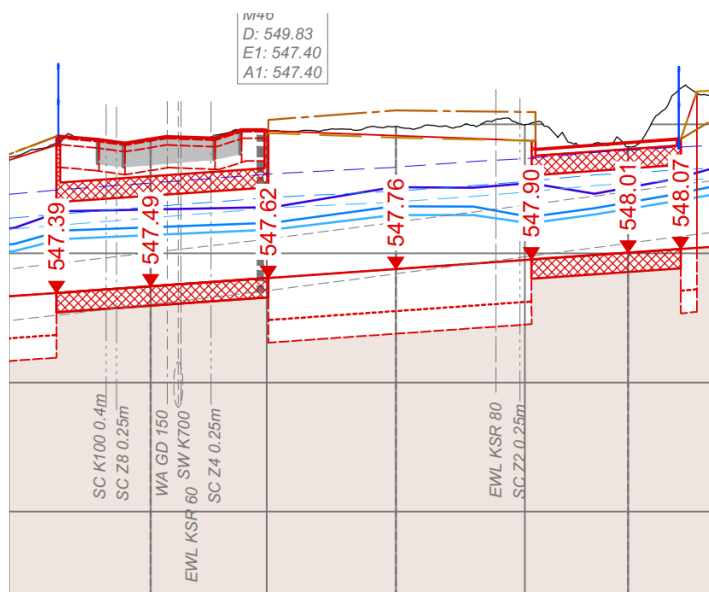 M46
D: 549.83
E1: 547.40
A1: 547.40
547.39
547.49
547.62
547.76
547.90
548.01
548.07
SC K100 0.4m
SC Z8 0.25m
WA GD 150
SW K700
EWL KSR 60
SC Z4 0.25m
EWL KSR 80
SC Z2 0.25m